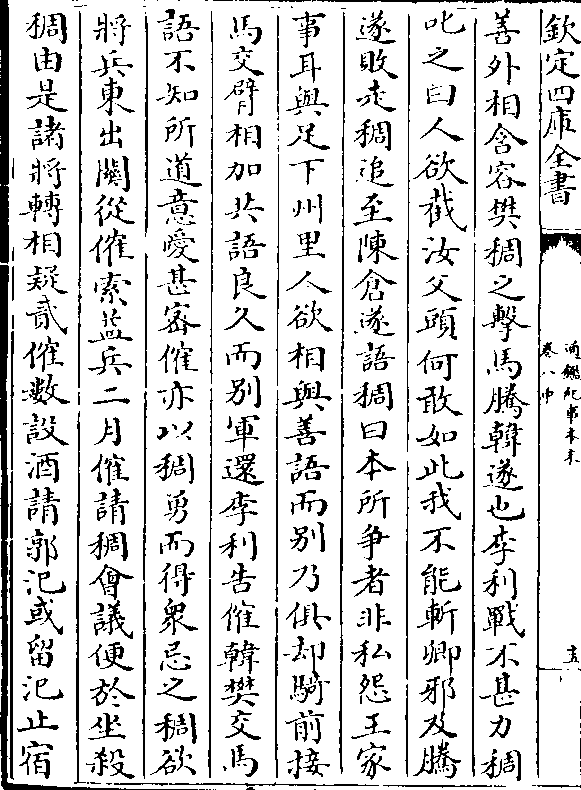 欽定四庫全書
通鑑紀事本末
卷八中
十五
善外相含容樊稠之擊馬騰韓遂也李利戰不甚力稠
叱之曰人欲截汝父頭何敢如此我不能斬卿邪及騰
遂敗走稠追至陳倉遂語稠曰本所爭者非私怨王家
事耳與足下州里人欲相與善語而别乃俱却騎前接
馬交臂相加共語良久而别軍還李利告傕韓樊交馬
語不知所道意愛甚宻傕亦以稠勇而得衆忌之稠欲
將兵東出關從傕索益兵二月傕請稠會議便於坐殺
稠由是諸將轉相疑貳傕數設酒請郭汜或留汜止宿